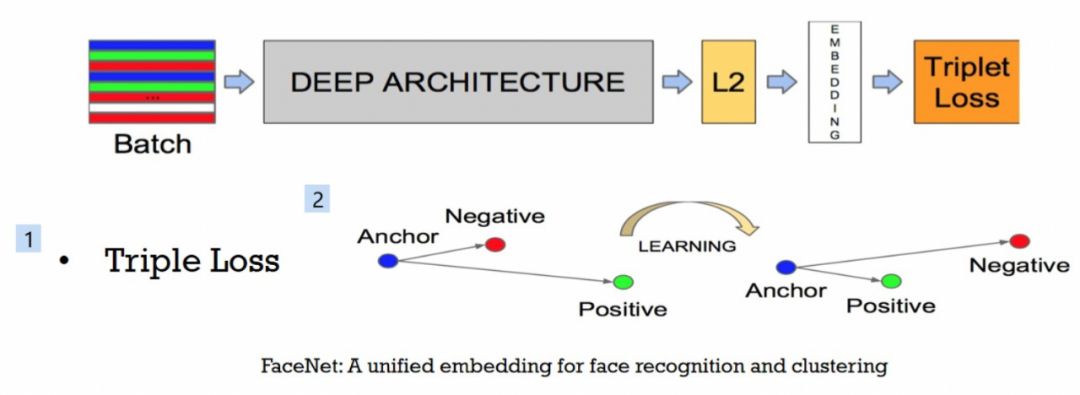 DEEP ARCHITECTURE
L2
EMBEDDING
Triplet
Loss
...
Batch
1
• Triple Loss
2
Anchor
Negative
Positive
LEARNING
Anchor
Positive
Negative
FaceNet: A unified embedding for face recognition and clustering